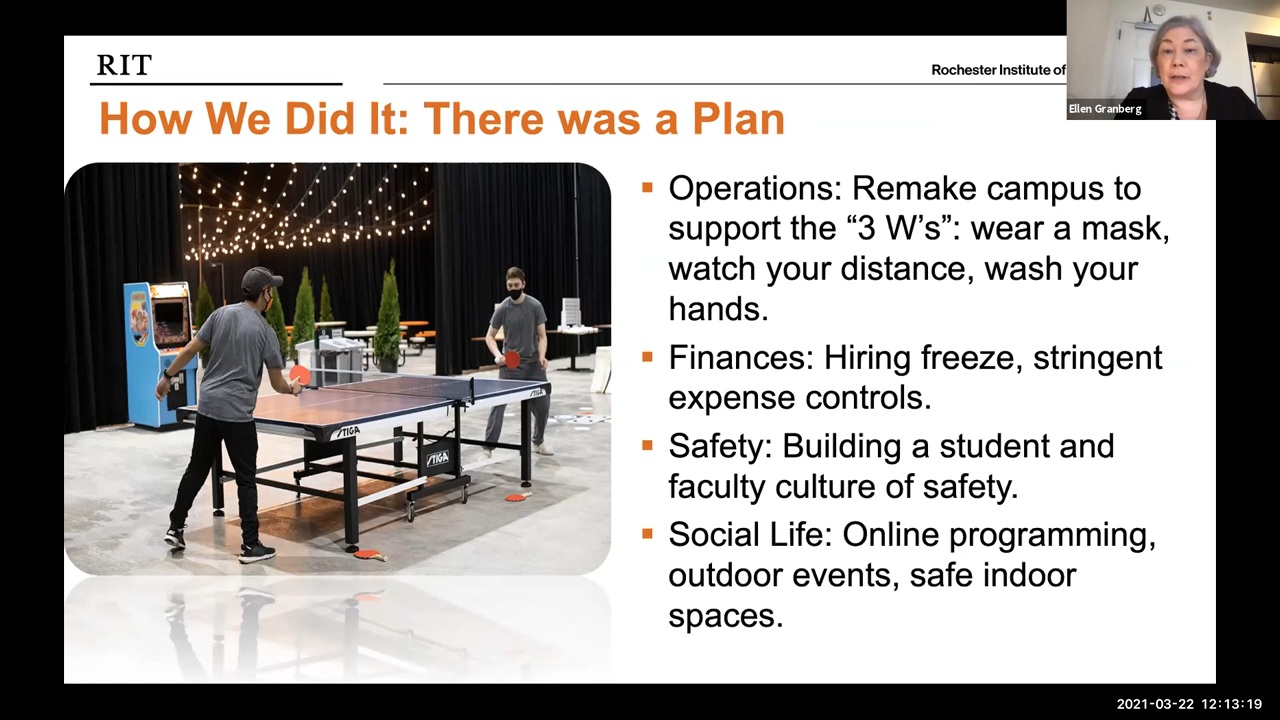 RIT
Rochester Institute of
Ellen Granberg
How We Did It: There was a Plan
▪ Operations: Remake campus to
support the “3 W’s”: wear a mask,
watch your distance, wash your
hands.
▪ Finances: Hiring freeze, stringent
expense controls.
▪ Safety: Building a student and
faculty culture of safety.
▪ Social Life: Online programming,
outdoor events, safe indoor
spaces.
STIGA
STIGA
STIGA
2021-03-22 12:13:19